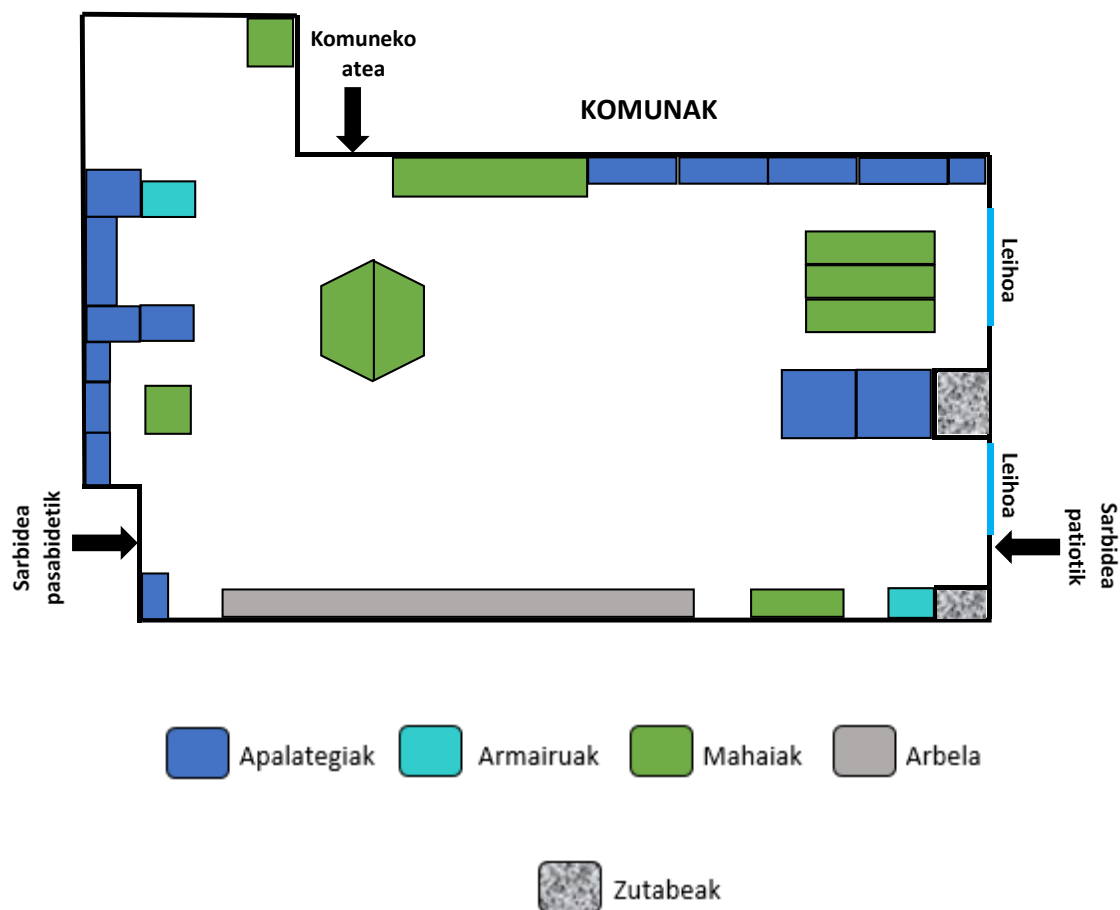 Komuneko
atea
KOMUNAK
Leihoa
Leihoa
Sarbidea
pasabidetik
Sarbidea
patiotik
Apalategiak
Armairuak
Mahaiak
Arbela
Zutabeak